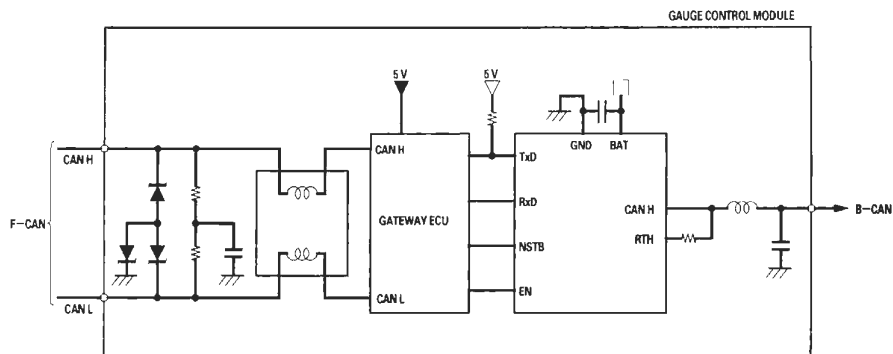 GAUGE CONTROL MODULE
5 V
5 V
GND
BAT
CAN H
CAN H
TxD
F-CAN
GATEWAY ECU
RxD
CAN H
B-CAN
NSTB
RTH
CAN L
CAN L
EN